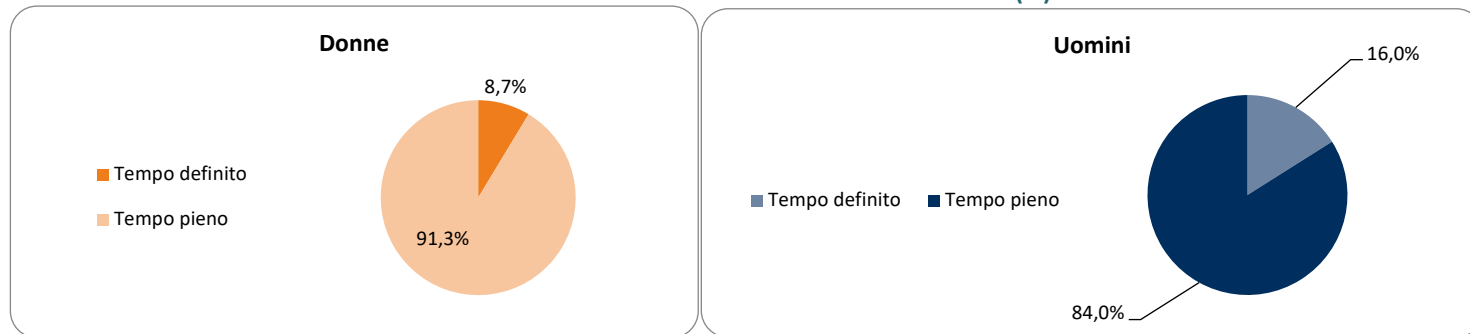 Donne
8,7%
Tempo definito
Tempo pieno
91,3%
Uomini
16,0%
Tempo definito Tempo pieno
84,0%